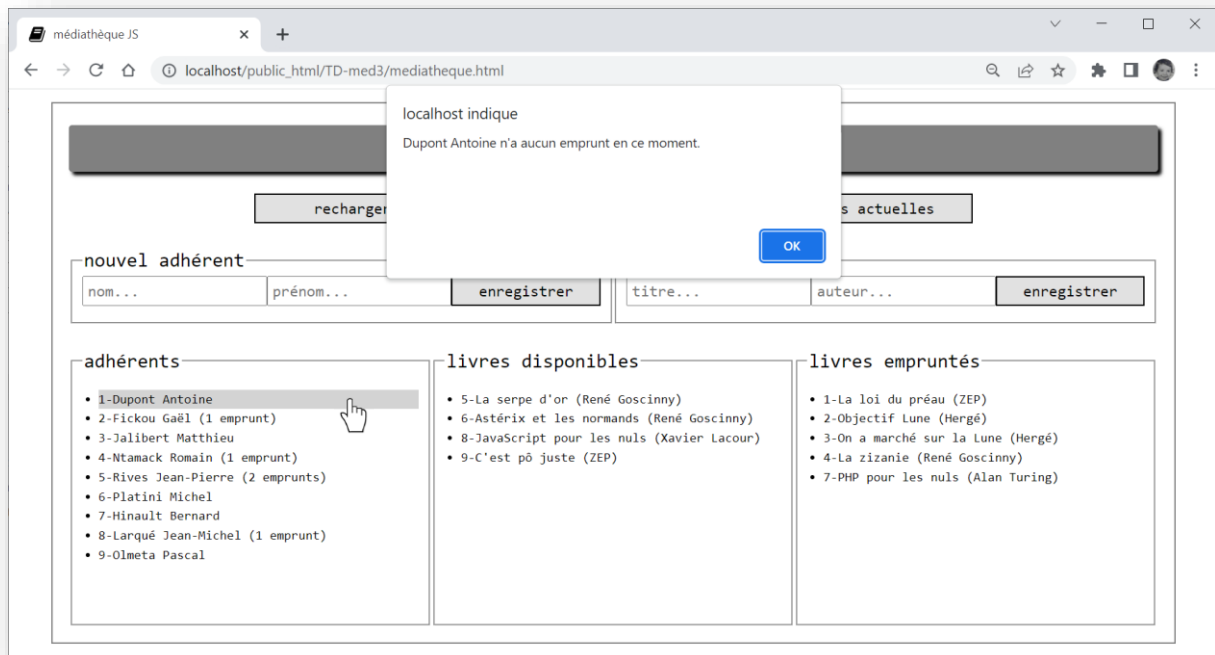 médiathèque JS
localhost/public_html/TD-med3/mediatheque.html
localhost indique
Dupont Antoine n'a aucun emprunt en ce moment.
OK
recharger
s actuelles
nouvel adhérent
nom...
prénom...
enregistrer
titre...
auteur...
enregistrer
adhérents
• 1-Dupont Antoine
• 2-Fickou Gaël (1 emprunt)
• 3-Jalibert Matthieu
• 4-Ntamack Romain (1 emprunt)
• 5-Rives Jean-Pierre (2 emprunts)
• 6-Platini Michel
• 7-Hinault Bernard
• 8-Larqué Jean-Michel (1 emprunt)
• 9-Olmeta Pascal
livres disponibles
• 5-La serpe d'or (René Goscinny)
• 6-Astérix et les normands (René Goscinny)
• 8-JavaScript pour les nuls (Xavier Lacour)
• 9-C'est pô juste (ZEP)
livres empruntés
• 1-La loi du préau (ZEP)
• 2-Objectif Lune (Hergé)
• 3-On a marché sur la Lune (Hergé)
• 4-La zizanie (René Goscinny)
• 7-PHP pour les nuls (Alan Turing)